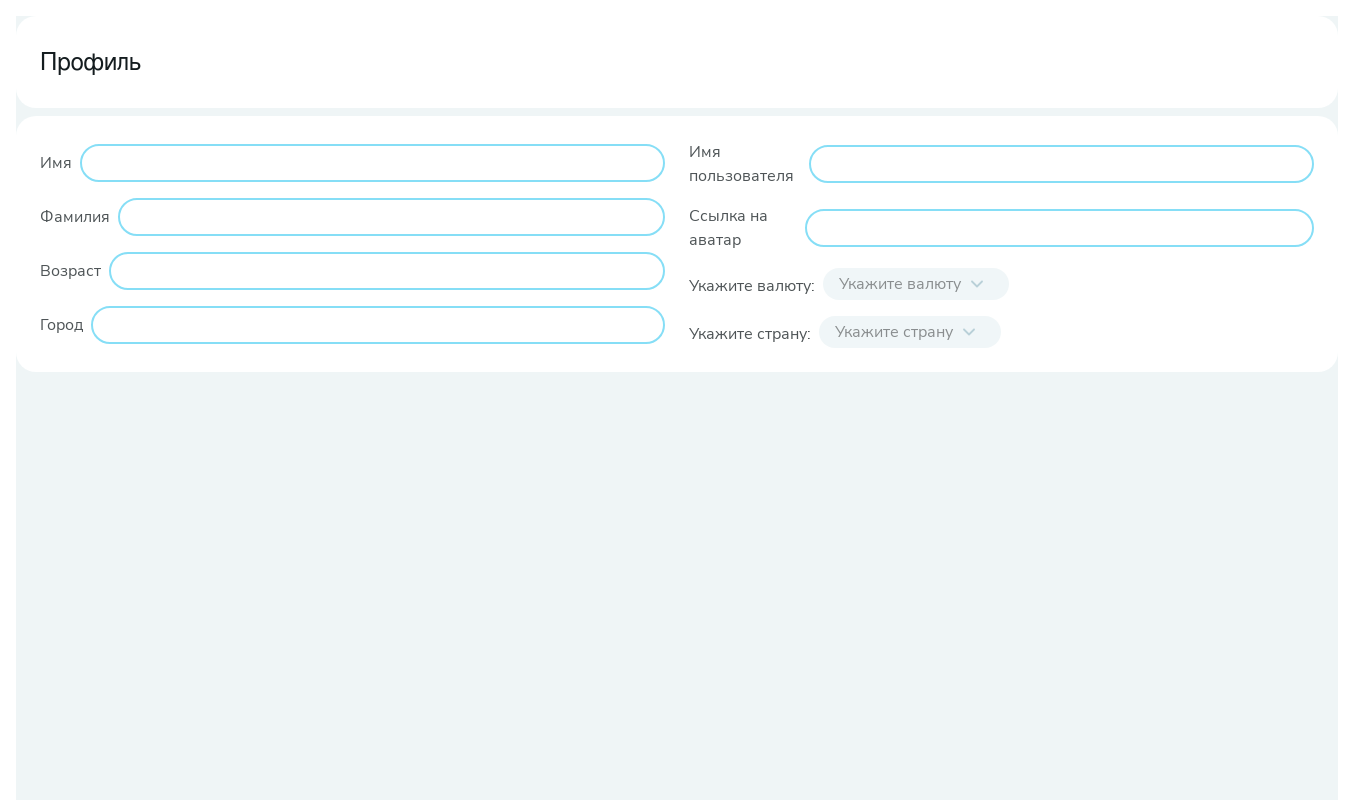 Профиль
Имя
Фамилия
Возраст
Город
Имя
пользователя
Ссылка на
аватар
Укажите валюту: Укажите валюту
Укажите страну: Укажите страну